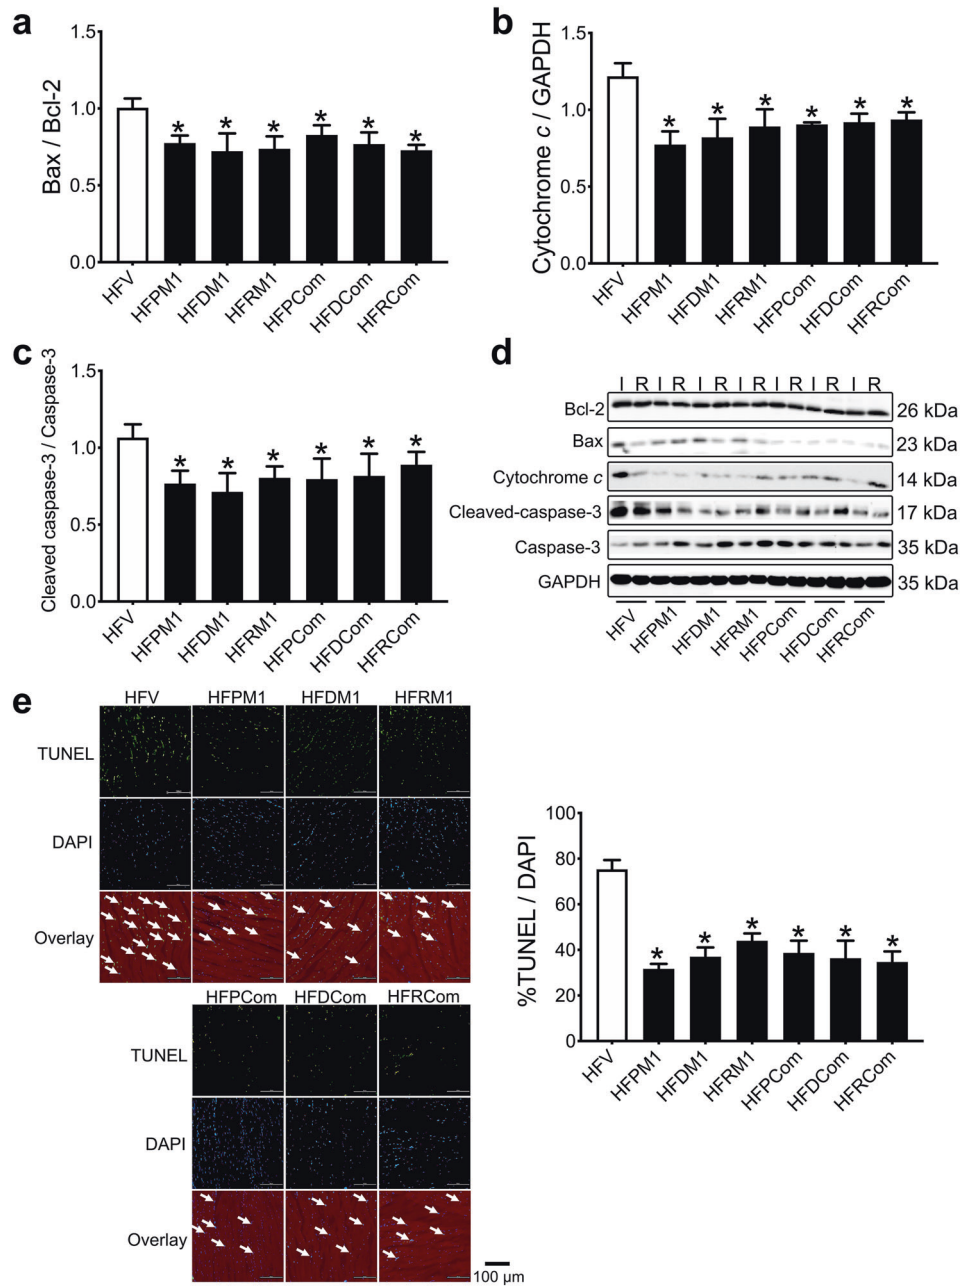 a
Bax / Bcl-2
1.5
1.0
0.5
0.0
* * * * * *
HFV HFPM1 HFDM1 HFRM1 HFPCom HFDCom HFRCom
b
Cytochrome c / GAPDH
1.5
1.0
0.5
0.0
* * * * * *
HFV HFPM1 HFDM1 HFRM1 HFPCom HFDCom HFRCom
c
Cleaved caspase-3 / Caspase-3
1.5
1.0
0.5
0.0
* * * * * *
HFV HFPM1 HFDM1 HFRM1 HFPCom HFDCom HFRCom
d
I R I R I R I R I R I R I R
Bcl-2 26 kDa
Bax 23 kDa
Cytochrome c 14 kDa
Cleaved-caspase-3 17 kDa
Caspase-3 35 kDa
GAPDH 35 kDa
HFV HFPM1 HFDM1 HFRM1 HFPCom HFDCom HFRCom
e
HFV HFPM1 HFDM1 HFRM1
TUNEL
DAPI
Overlay
HFPCom HFDCom HFRCom
TUNEL
DAPI
Overlay
100 µm
%TUNEL / DAPI
100
80
60
40
20
0
* * * * * *
HFV HFPM1 HFDM1 HFRM1 HFPCom HFDCom HFRCom